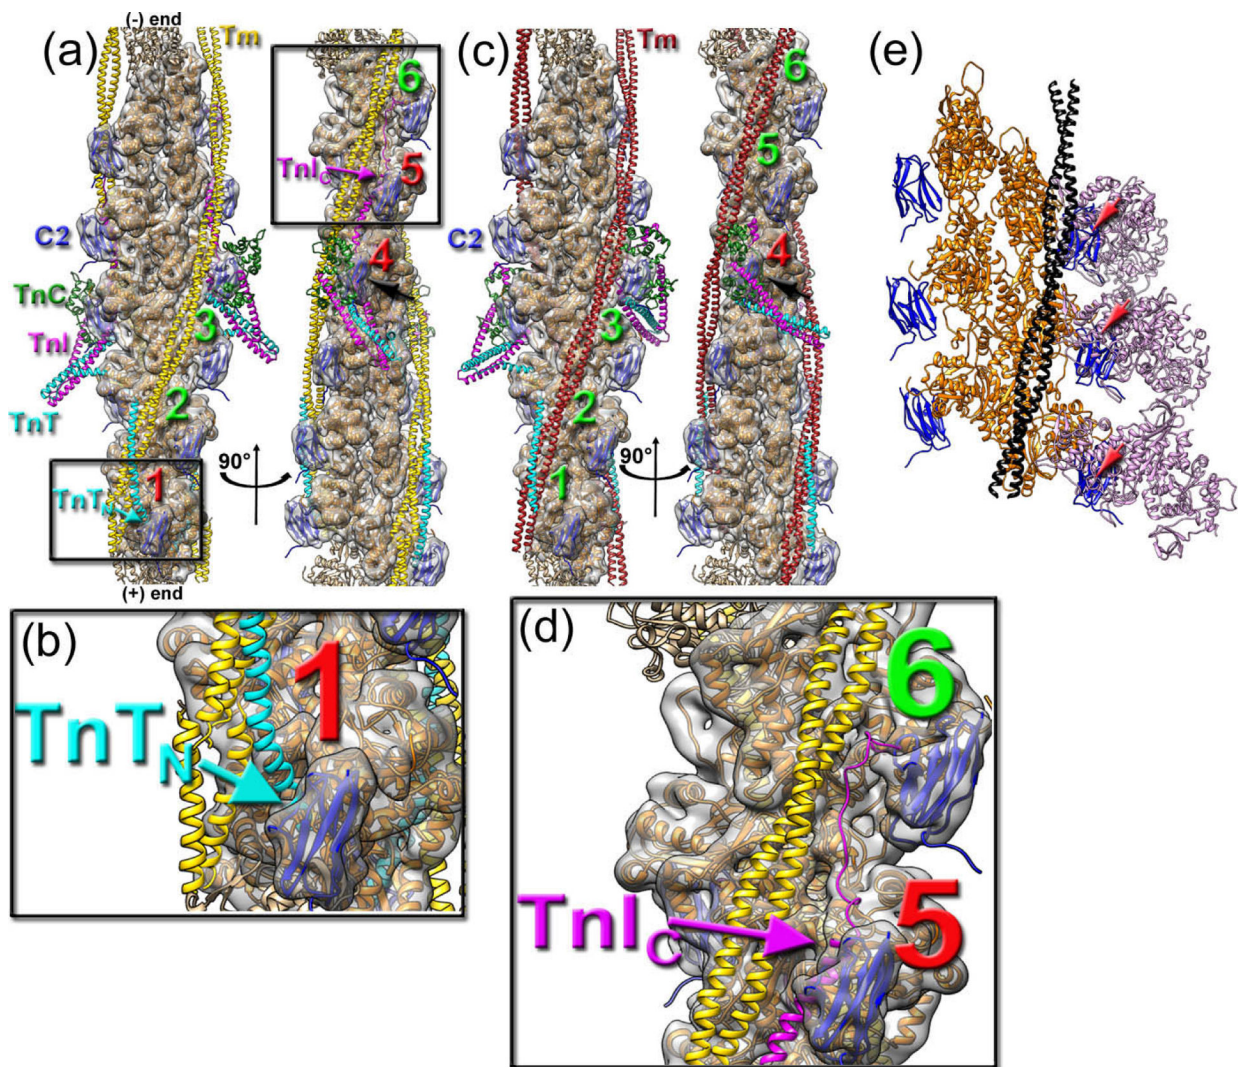 (a)
(-) end
Tm
6
TnI_C
5
C2
TnC
TnI
TnT
3
4
2
90°
1
TnT_N
(+) end
(c)
Tm
6
5
C2
4
3
2
90°
1
(e)
(b)
1
TnT_N
(d)
6
5
TnI_C